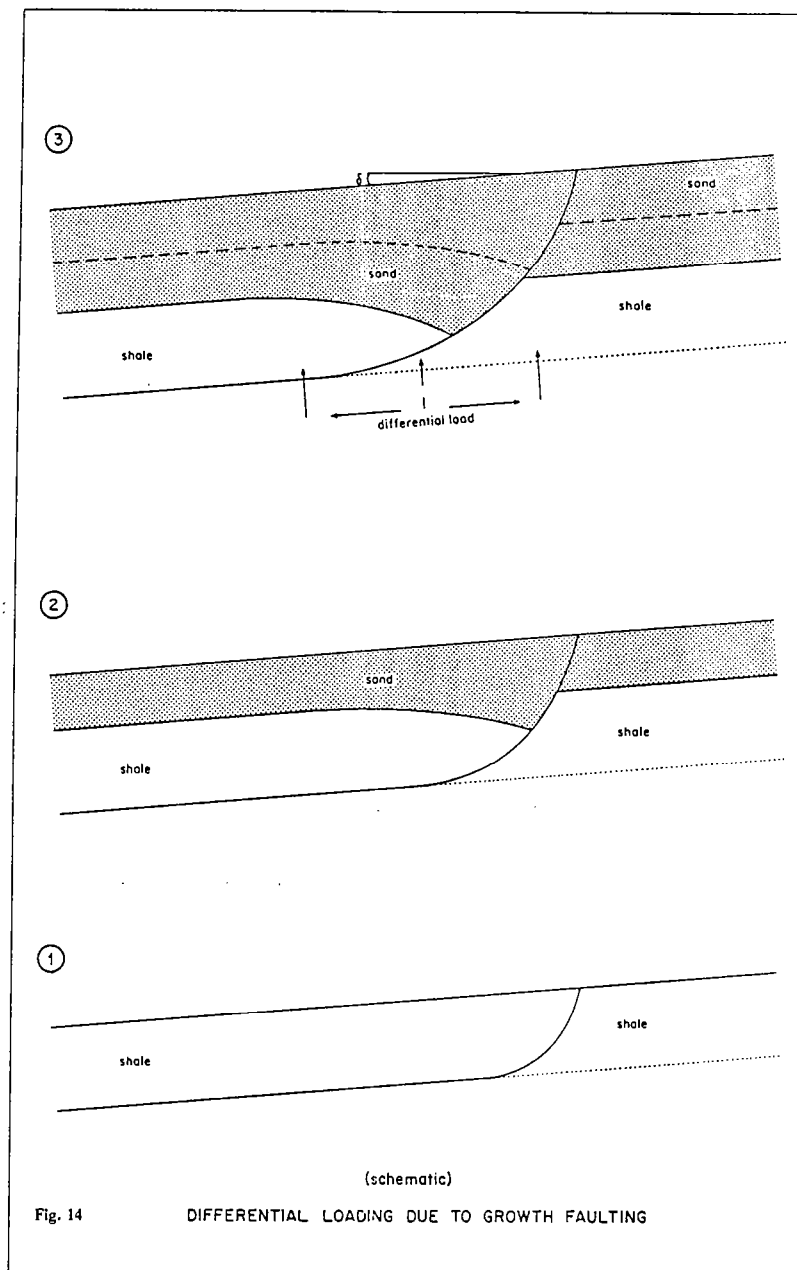 3
δ
sand
sand
shale
shale
differential load
2
sand
shale
shale
1
shale
shale
(schematic)
Fig. 14 DIFFERENTIAL LOADING DUE TO GROWTH FAULTING